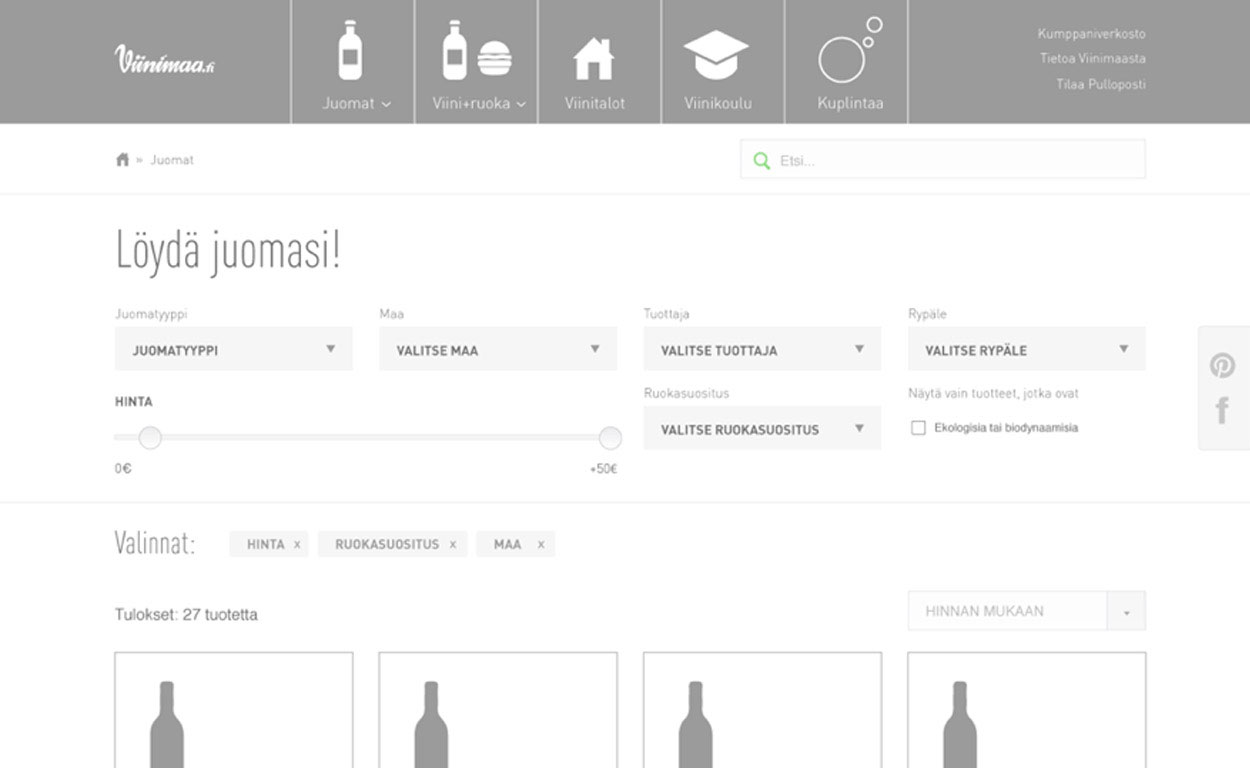 Viinimaa.fi
Juomat
Viini+ruoka
Viinitalot
Viinikoulu
Kuplintaa
Kumppaniverkosto
Tietoa Viinimaasta
Tilaa Pulloposti
» Juomat
Etsi...
Löydä juomasi!
Juomatyyppi
Maa
Tuottaja
Rypäle
JUOMATYYPPI
VALITSE MAA
VALITSE TUOTTAJA
VALITSE RYPÄLE
HINTA
Ruokasuositus
Näytä vain tuotteet, jotka ovat
VALITSE RUOKASUOSITUS
Ekologisia tai biodynaamisia
0€
+50€
Valinnat:
HINTA x
RUOKASUOSITUS x
MAA x
Tulokset: 27 tuotetta
HINNAN MUKAAN